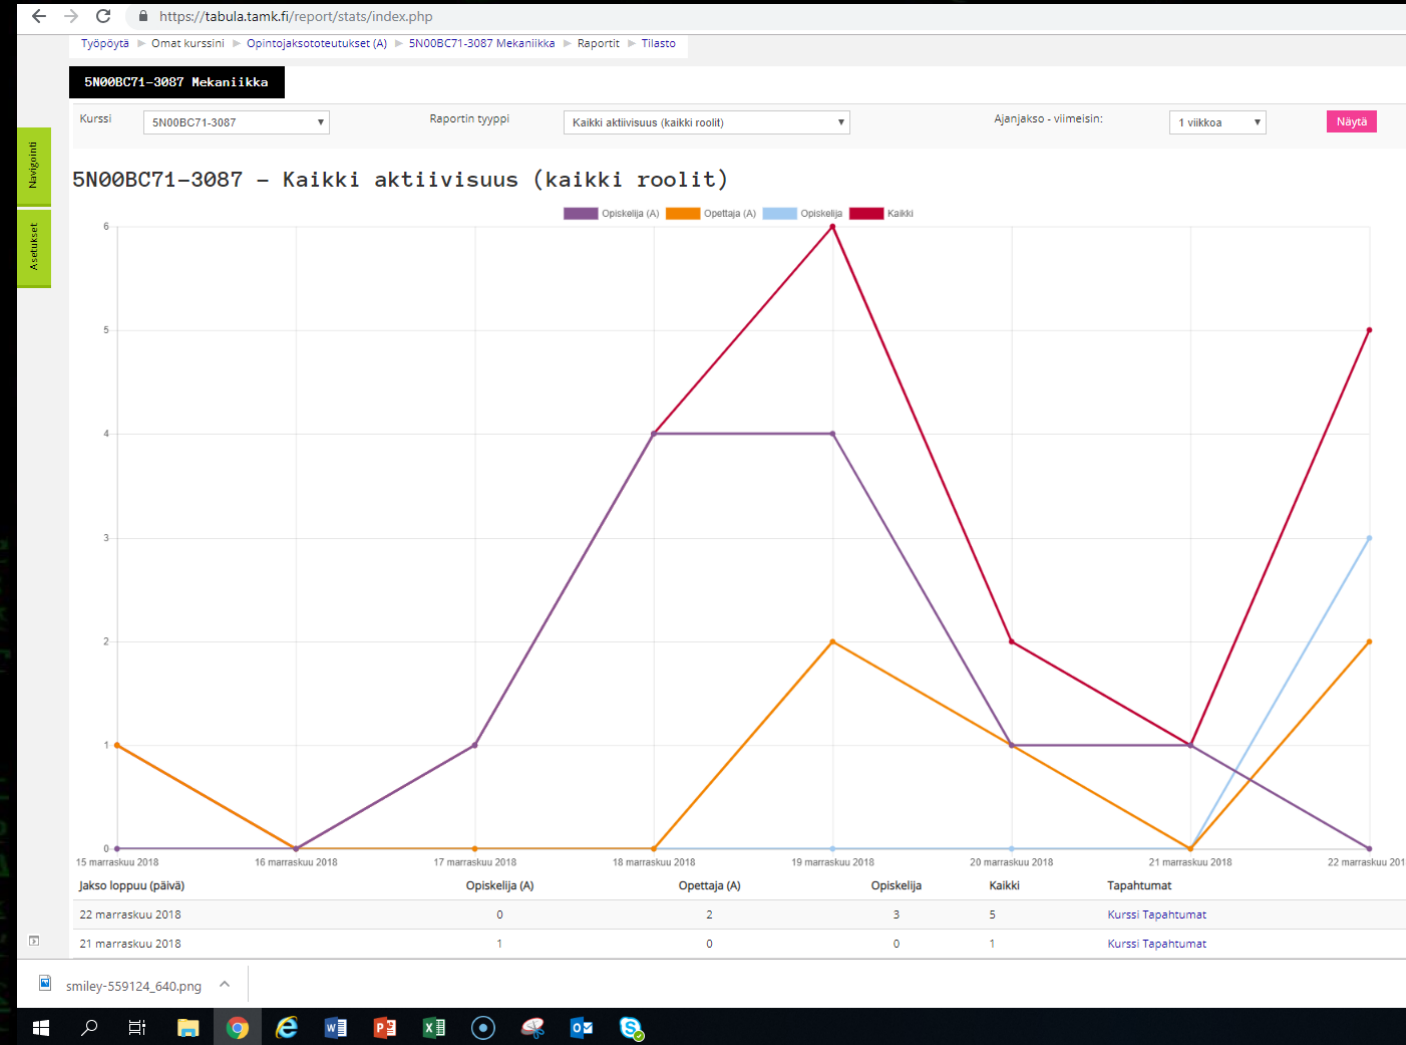 https://tabula.tamk.fi/report/stats/index.php
Työpöytä ► Omat kurssini ► Opintojaksototeutukset (A) ► 5N00BC71-3087 Mekaniikka ► Raportit ► Tilasto
5N00BC71-3087 Mekaniikka
Kurssi 5N00BC71-3087 Raportin tyyppi Kaikki aktiivisuus (kaikki roolit) Ajanjakso - viimeisin: 1 viikkoa Näytä
Navigointi
Asetukset
5N00BC71-3087 - Kaikki aktiivisuus (kaikki roolit)
Opiskelija (A) Opettaja (A) Opiskelija Kaikki
6
5
4
3
2
1
0
15 marraskuu 2018 16 marraskuu 2018 17 marraskuu 2018 18 marraskuu 2018 19 marraskuu 2018 20 marraskuu 2018 21 marraskuu 2018 22 marraskuu 201
Jakso loppuu (päivä) Opiskelija (A) Opettaja (A) Opiskelija Kaikki Tapahtumat
22 marraskuu 2018 0 2 3 5 Kurssi Tapahtumat
21 marraskuu 2018 1 0 0 1 Kurssi Tapahtumat
smiley-559124_640.png